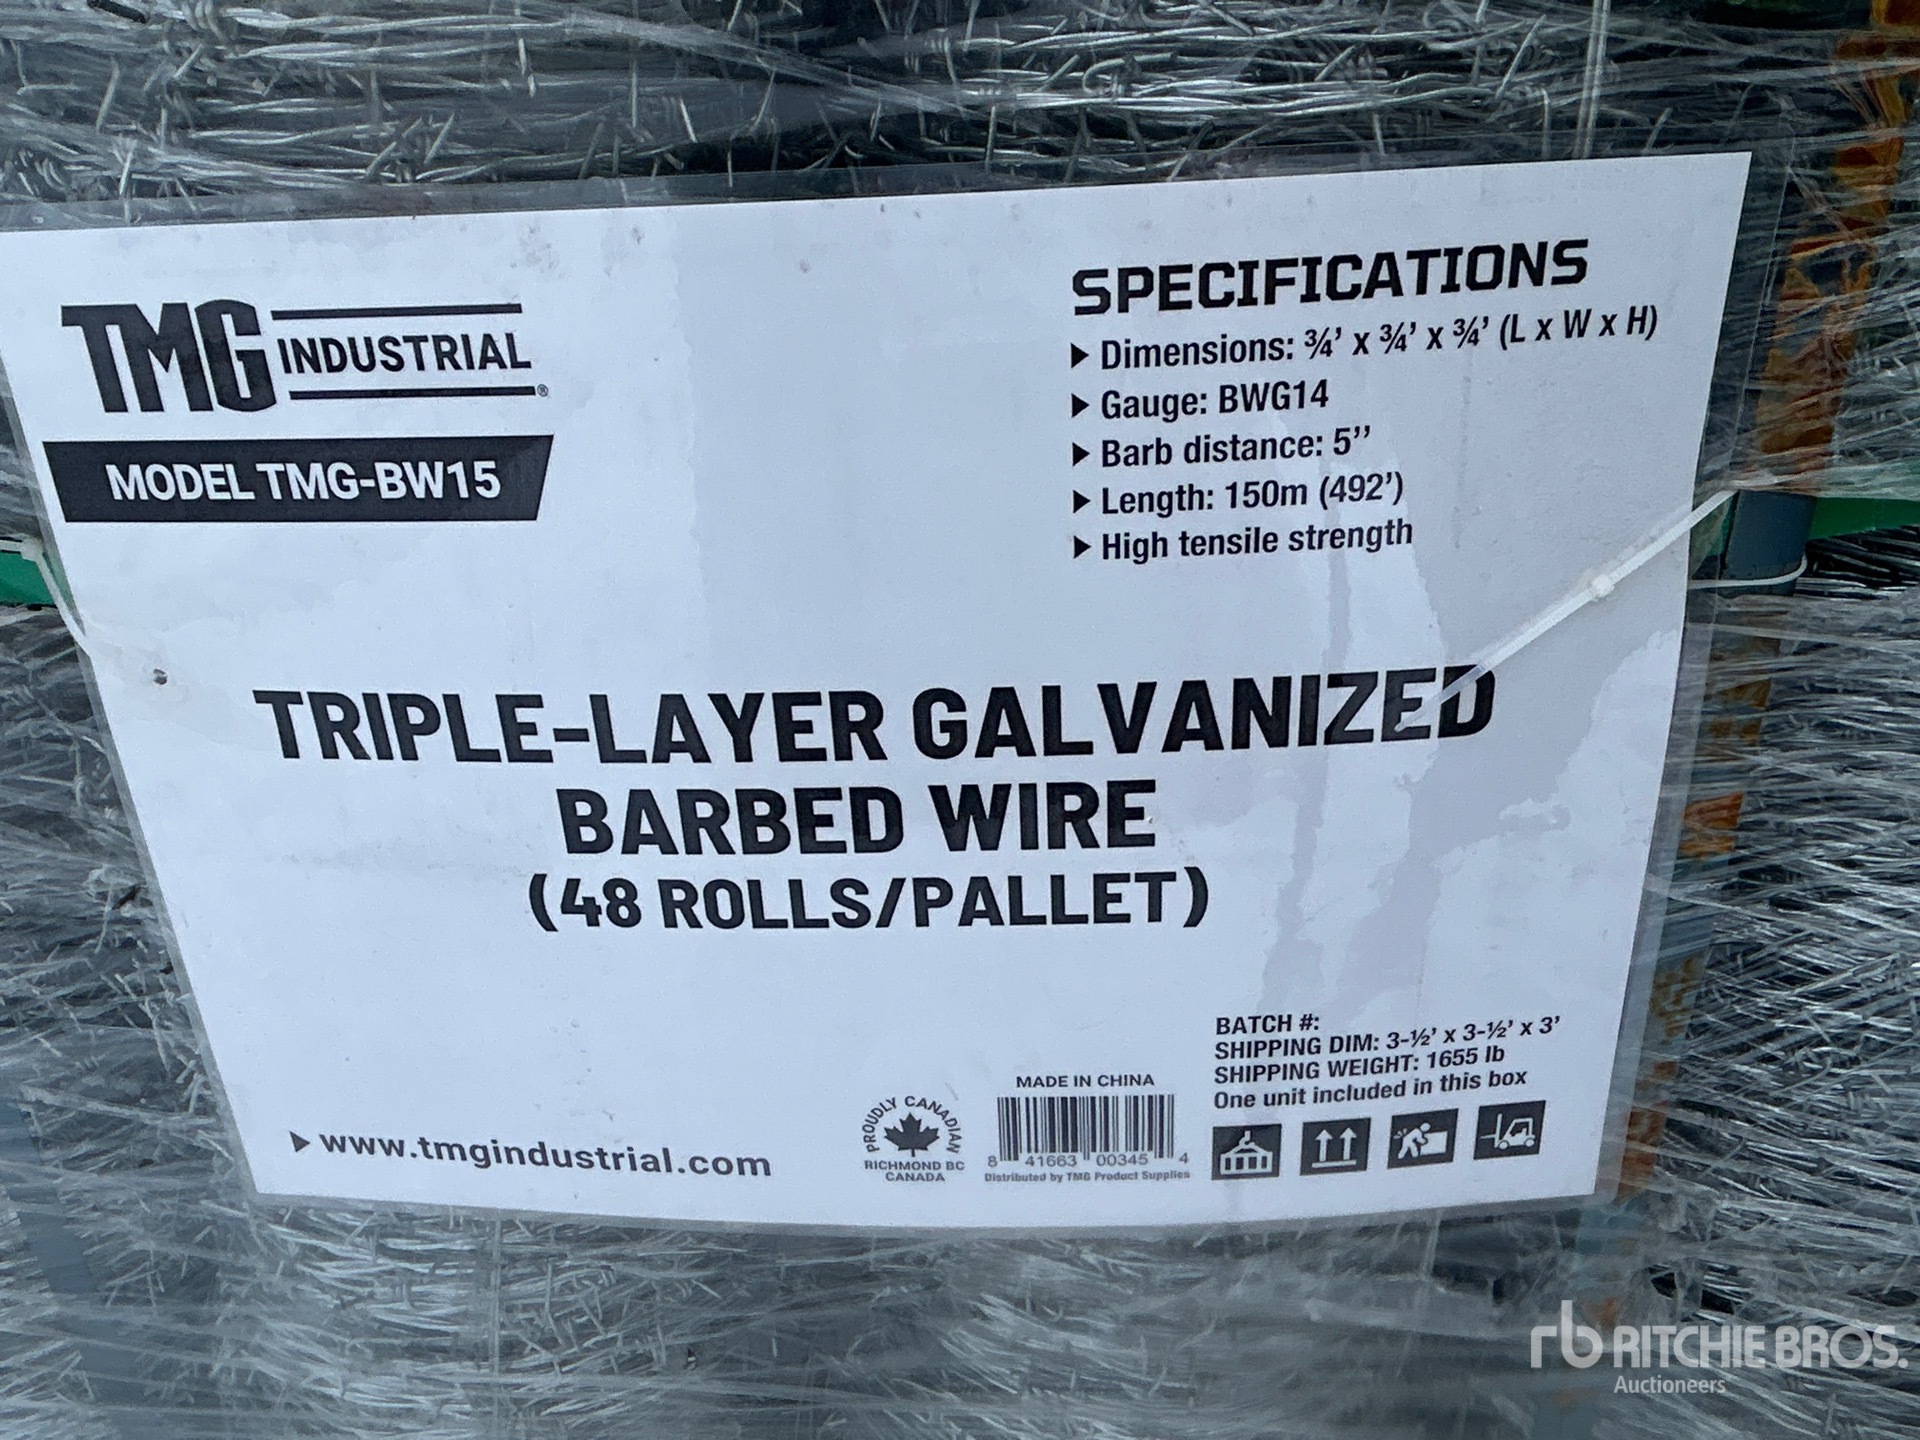 TMG INDUSTRIAL®
MODEL TMG-BW15
SPECIFICATIONS
▶ Dimensions: ¾' x ¾' x ¾' (L x W x H)
▶ Gauge: BWG14
▶ Barb distance: 5''
▶ Length: 150m (492')
▶ High tensile strength
TRIPLE-LAYER GALVANIZED
BARBED WIRE
(48 ROLLS/PALLET)
▶ www.tmgindustrial.com
PROUDLY CANADIAN
RICHMOND BC
CANADA
MADE IN CHINA
8 41663 00345 4
Distributed by TMG Product Supplies
BATCH #:
SHIPPING DIM: 3-½' x 3-½' x 3'
SHIPPING WEIGHT: 1655 lb
One unit included in this box
rb RITCHIE BROS.
Auctioneers